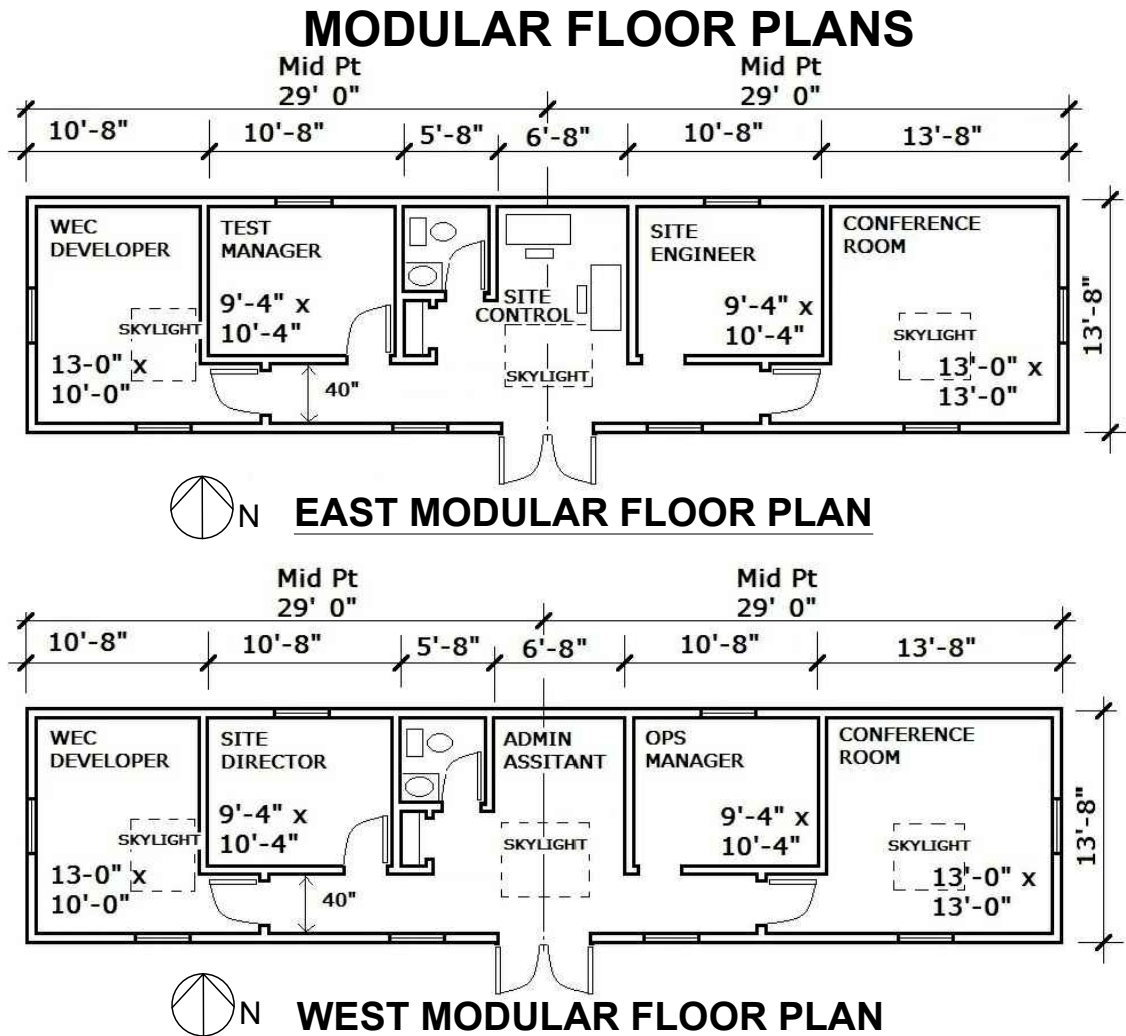 MODULAR FLOOR PLANS
Mid Pt
29' 0"
Mid Pt
29' 0"
10'-8"
10'-8"
5'-8"
6'-8"
10'-8"
13'-8"
WEC
DEVELOPER
TEST
MANAGER
SITE
ENGINEER
CONFERENCE
ROOM
9'-4" x
10'-4"
SITE
CONTROL
9'-4" x
10'-4"
13'-8"
SKYLIGHT
SKYLIGHT
SKYLIGHT
13-0" x
10'-0"
40"
13'-0" x
13'-0"
N
EAST MODULAR FLOOR PLAN
Mid Pt
29' 0"
Mid Pt
29' 0"
10'-8"
10'-8"
5'-8"
6'-8"
10'-8"
13'-8"
WEC
DEVELOPER
SITE
DIRECTOR
ADMIN
ASSITANT
OPS
MANAGER
CONFERENCE
ROOM
9'-4" x
10'-4"
9'-4" x
10'-4"
13'-8"
SKYLIGHT
SKYLIGHT
SKYLIGHT
13-0" x
10'-0"
40"
13'-0" x
13'-0"
N
WEST MODULAR FLOOR PLAN